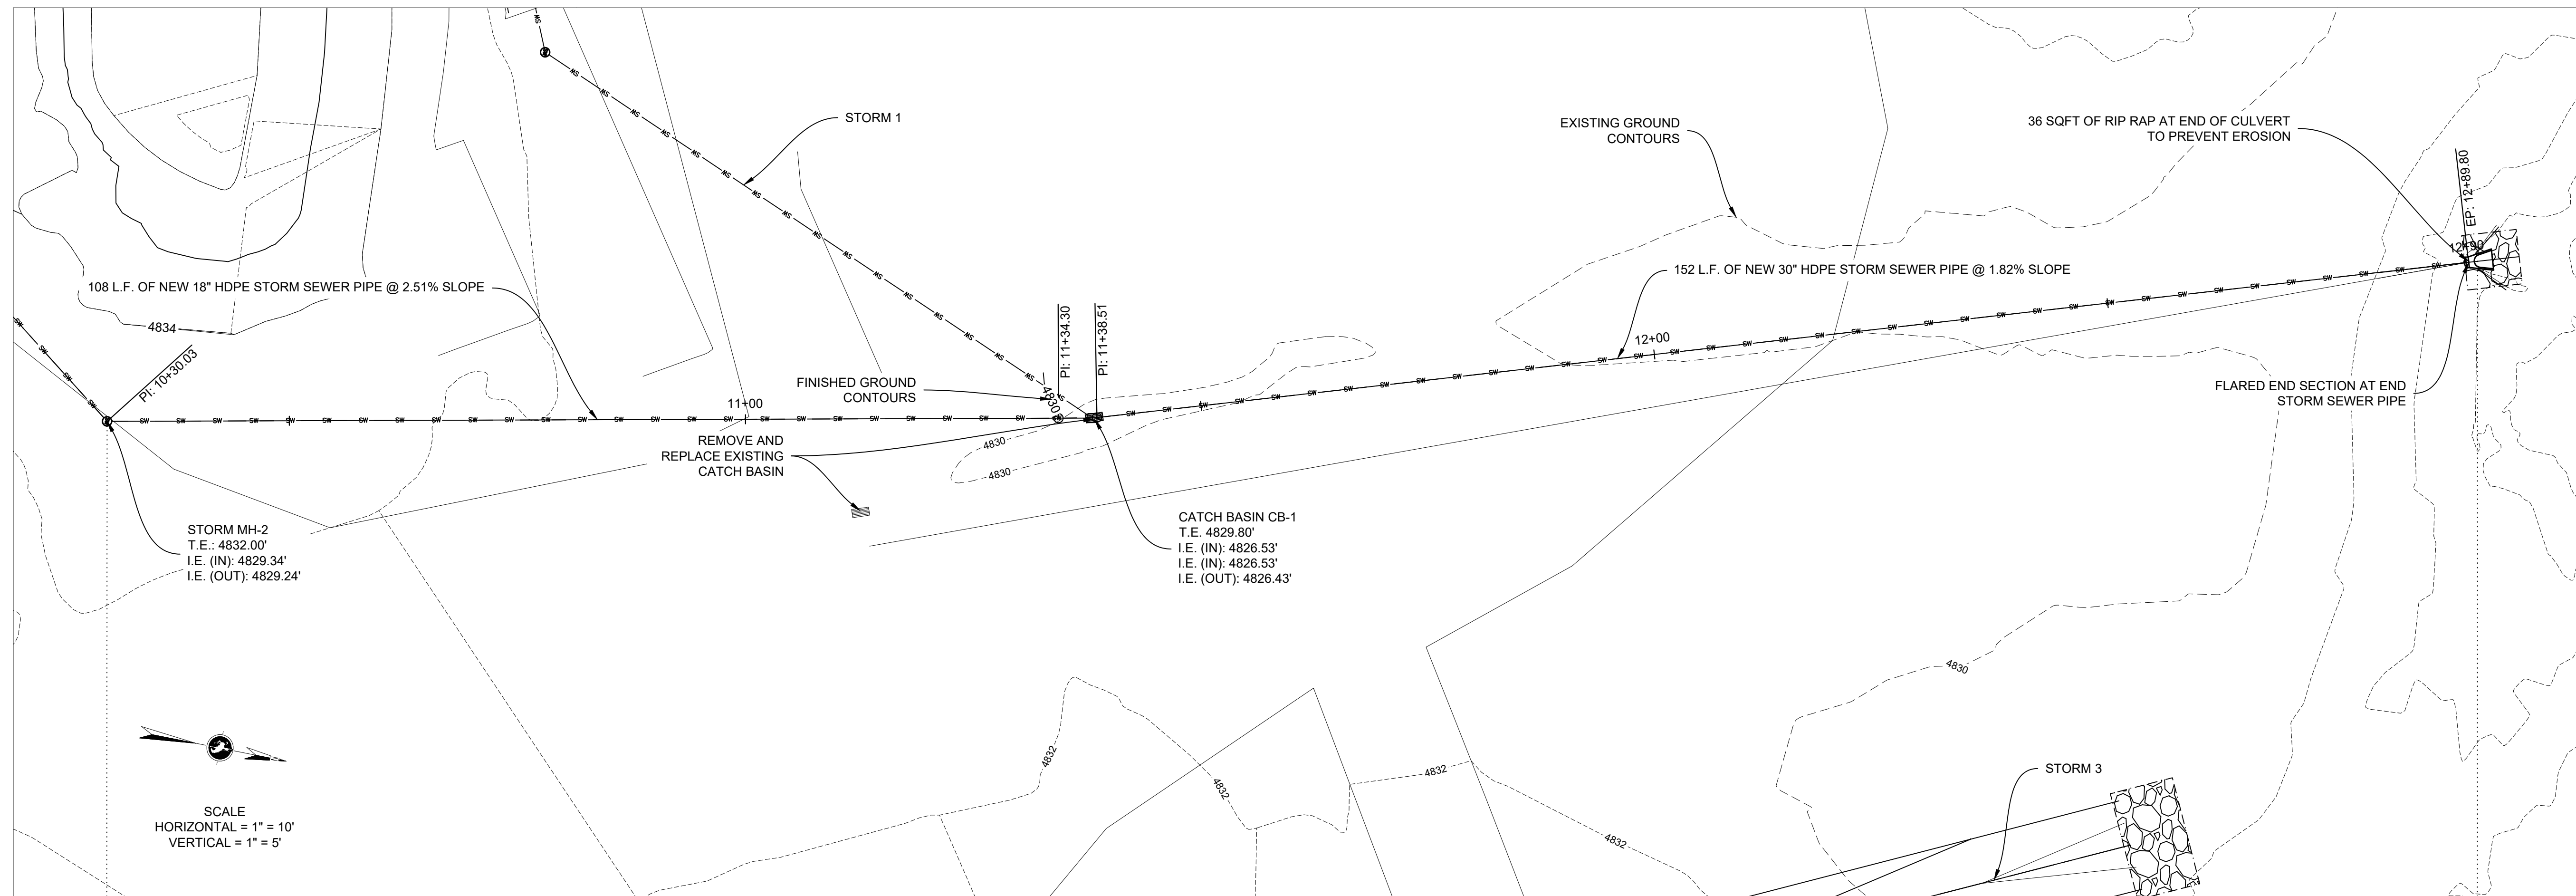 STORM 1
EXISTING GROUND
CONTOURS
36 SQFT OF RIP RAP AT END OF CULVERT
TO PREVENT EROSION
EP: 12+89.80
12+90
108 L.F. OF NEW 18" HDPE STORM SEWER PIPE @ 2.51% SLOPE
152 L.F. OF NEW 30" HDPE STORM SEWER PIPE @ 1.82% SLOPE
4834
PI: 10+30.03
PI: 11+34.30
PI: 11+38.51
12+00
FINISHED GROUND
CONTOURS
4830
11+00
FLARED END SECTION AT END
STORM SEWER PIPE
REMOVE AND
REPLACE EXISTING
CATCH BASIN
4830
4830
STORM MH-2
T.E.: 4832.00'
I.E. (IN): 4829.34'
I.E. (OUT): 4829.24'
CATCH BASIN CB-1
T.E. 4829.80'
I.E. (IN): 4826.53'
I.E. (IN): 4826.53'
I.E. (OUT): 4826.43'
4830
4832
4832
4832
4832
STORM 3
SCALE
HORIZONTAL = 1" = 10'
VERTICAL = 1" = 5'